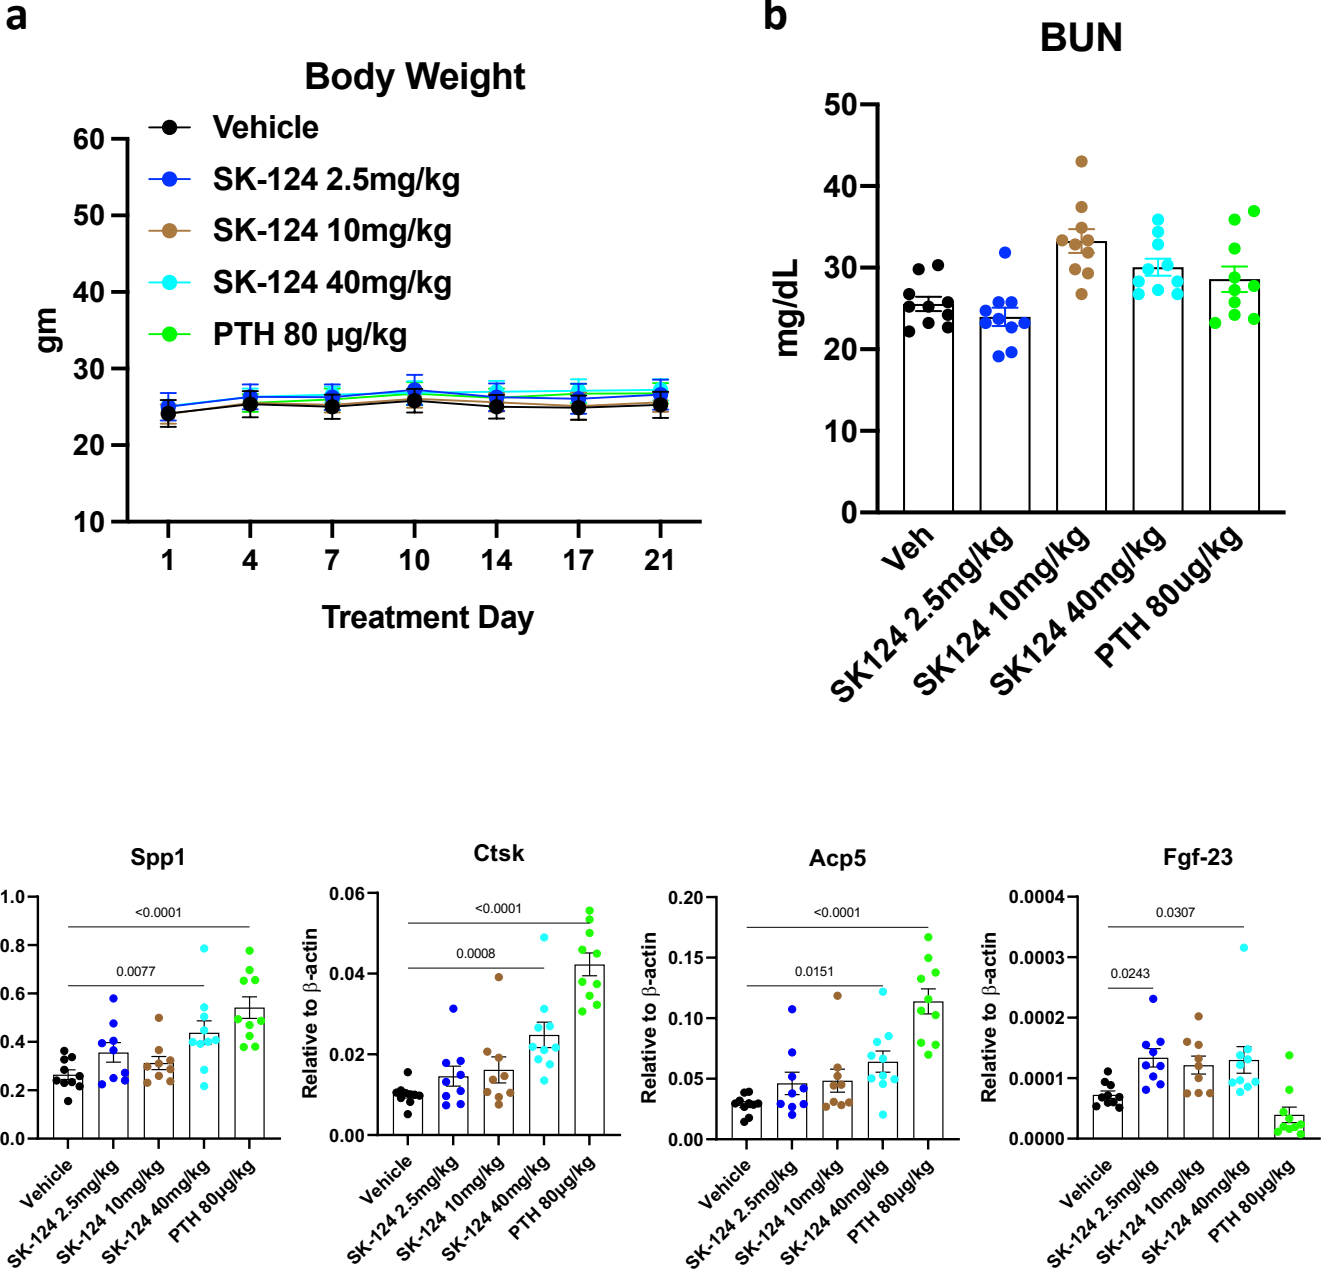 a
b
BUN
Body Weight
Vehicle
SK-124 2.5mg/kg
SK-124 10mg/kg
SK-124 40mg/kg
PTH 80 µg/kg
60
50
40
30
20
10
gm
1 4 7 10 14 17 21
Treatment Day
50
40
30
20
10
0
mg/dL
Veh
SK124 2.5mg/kg
SK124 10mg/kg
SK124 40mg/kg
PTH 80ug/kg
Spp1
1.0
0.8
0.6
0.4
0.2
0.0
<0.0001
0.0077
Vehicle
SK-124 2.5mg/kg
SK-124 10mg/kg
SK-124 40mg/kg
PTH 80µg/kg
Ctsk
Relative to β-actin
0.06
0.04
0.02
0.00
<0.0001
0.0008
Vehicle
SK-124 2.5mg/kg
SK-124 10mg/kg
SK-124 40mg/kg
PTH 80µg/kg
Acp5
Relative to β-actin
0.20
0.15
0.10
0.05
0.00
<0.0001
0.0151
Vehicle
SK-124 2.5mg/kg
SK-124 10mg/kg
SK-124 40mg/kg
PTH 80µg/kg
Fgf-23
Relative to β-actin
0.0004
0.0003
0.0002
0.0001
0.0000
0.0307
0.0243
Vehicle
SK-124 2.5mg/kg
SK-124 10mg/kg
SK-124 40mg/kg
PTH 80µg/kg